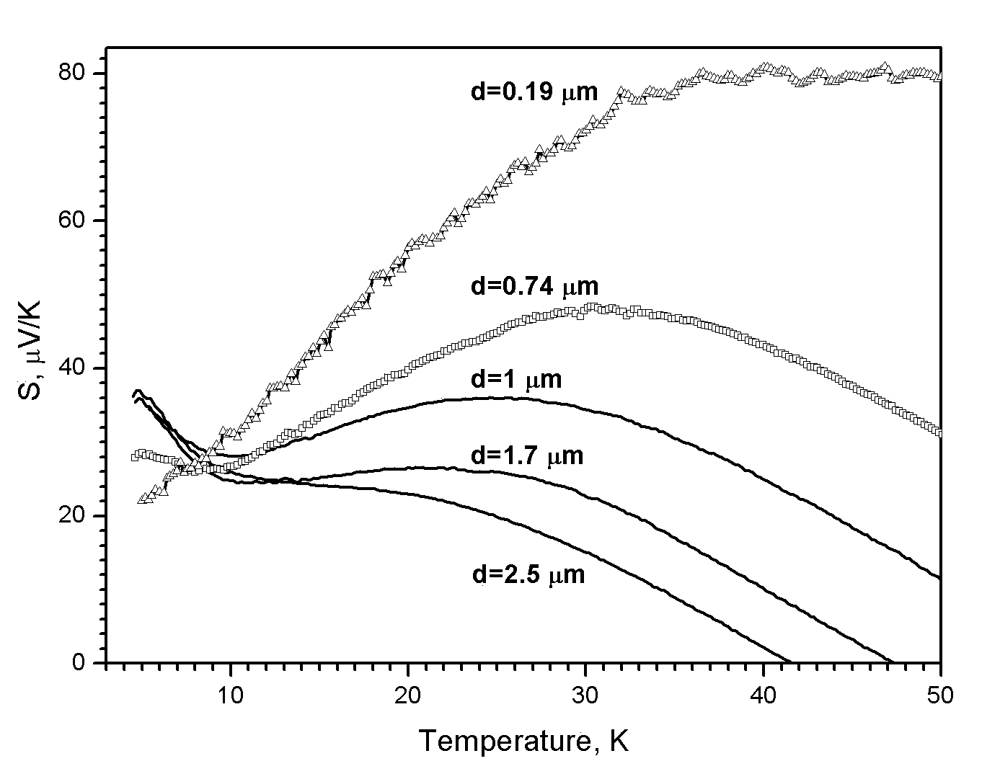 80
d=0.19 μm
60
d=0.74 μm
S, μV/K
40
d=1 μm
d=1.7 μm
20
d=2.5 μm
0
10 20 30 40 50
Temperature, K